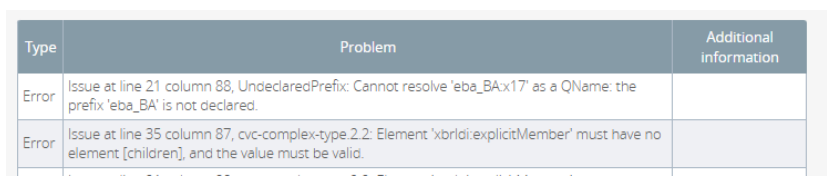 Type
Problem
Additional
information
Error
Issue at line 21 column 88, UndeclaredPrefix: Cannot resolve 'eba_BA:x17' as a QName: the
prefix 'eba_BA' is not declared.
Error
Issue at line 35 column 87, cvc-complex-type.2.2: Element 'xbrldi:explicitMember' must have no
element [children], and the value must be valid.